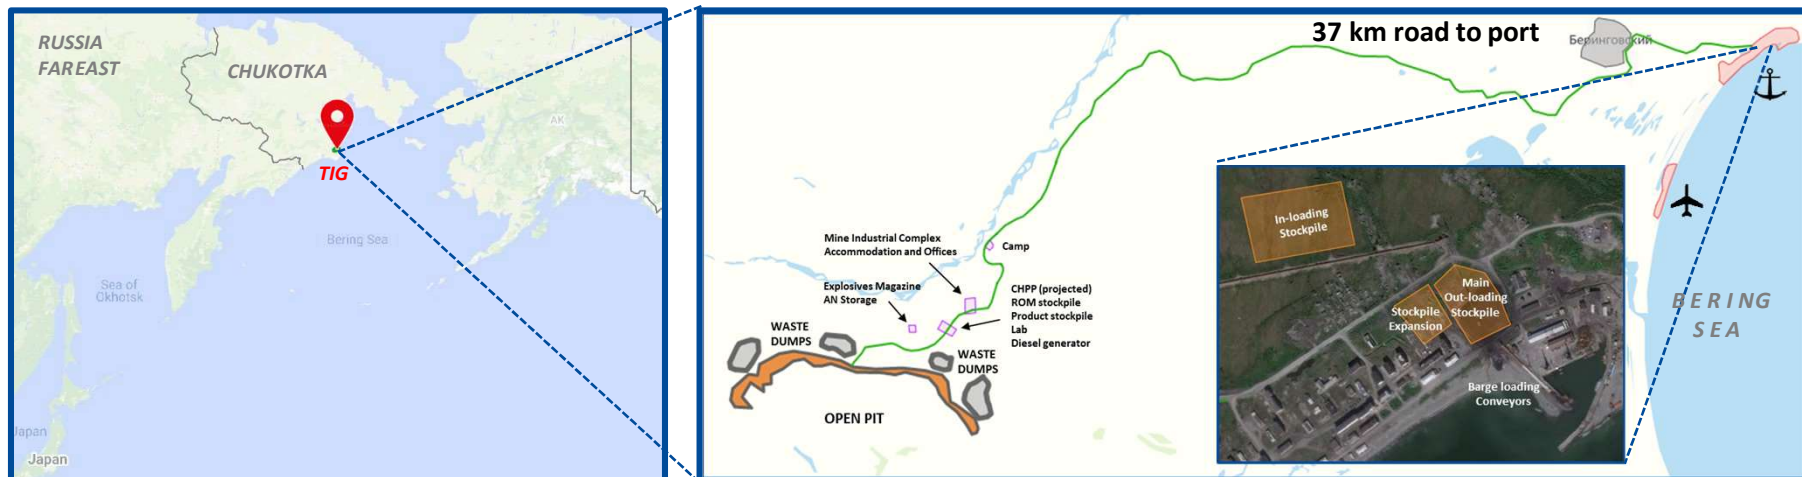 RUSSIA
FAREAST
CHUKOTKA
AK
TIG
Bering Sea
Sea of
Okhotsk
Japan
Japan
37 km road to port
Беринговский
Mine Industrial Complex
Accommodation and Offices
Camp
Explosives Magazine
AN Storage
CHPP (projected)
ROM stockpile
Product stockpile
Lab
Diesel generator
WASTE
DUMPS
WASTE
DUMPS
OPEN PIT
In-loading
Stockpile
Main
Out-loading
Stockpile
Stockpile
Expansion
Barge loading
Conveyors
BERING
SEA